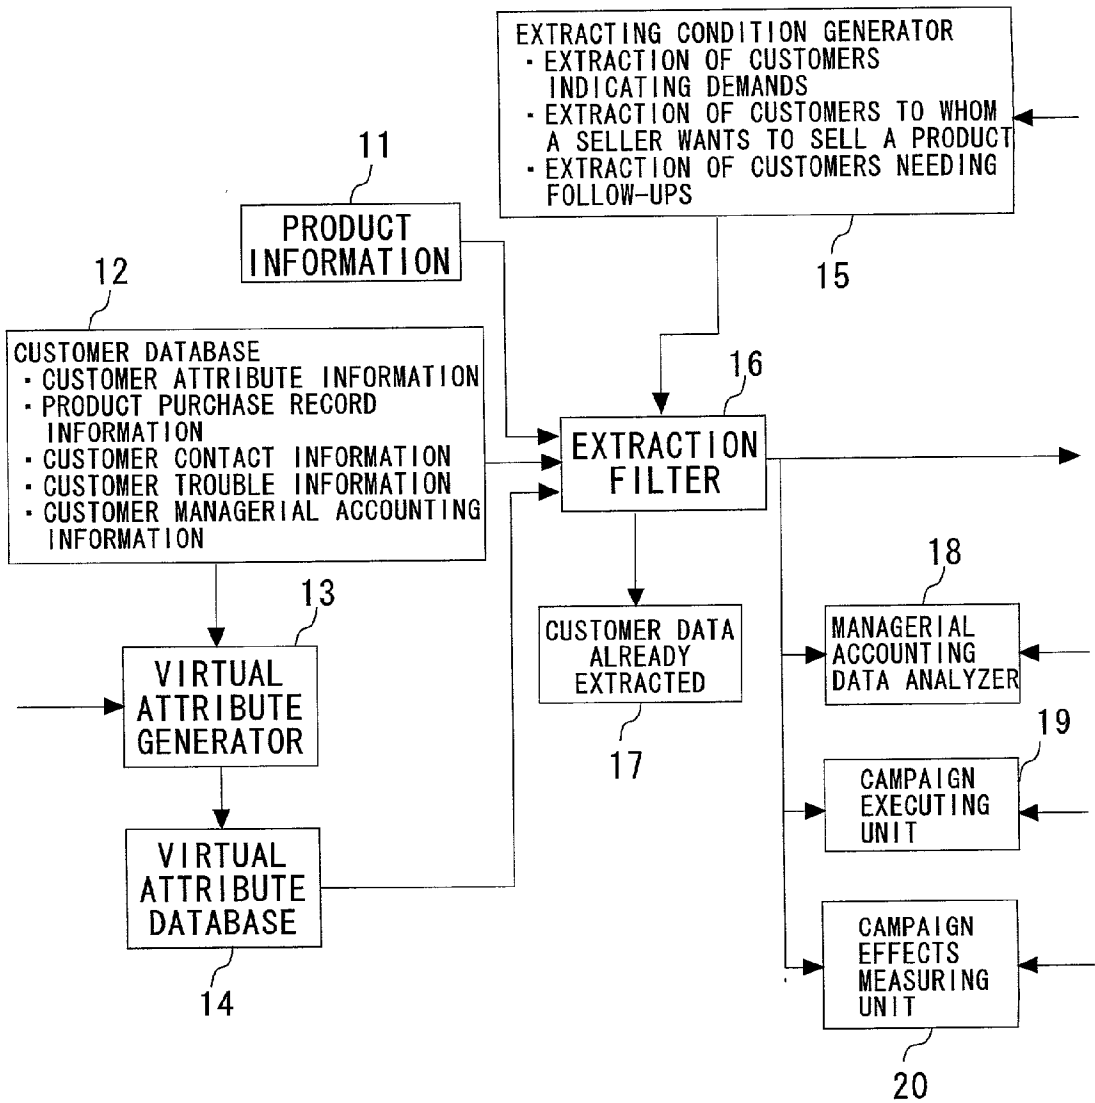 EXTRACTING CONDITION GENERATOR
・EXTRACTION OF CUSTOMERS
INDICATING DEMANDS
・EXTRACTION OF CUSTOMERS TO WHOM
A SELLER WANTS TO SELL A PRODUCT
・EXTRACTION OF CUSTOMERS NEEDING
FOLLOW-UPS
15
11
PRODUCT
INFORMATION
12
CUSTOMER DATABASE
・CUSTOMER ATTRIBUTE INFORMATION
・PRODUCT PURCHASE RECORD
INFORMATION
・CUSTOMER CONTACT INFORMATION
・CUSTOMER TROUBLE INFORMATION
・CUSTOMER MANAGERIAL ACCOUNTING
INFORMATION
16
EXTRACTION
FILTER
13
VIRTUAL
ATTRIBUTE
GENERATOR
CUSTOMER DATA
ALREADY
EXTRACTED
17
18
MANAGERIAL
ACCOUNTING
DATA ANALYZER
19
CAMPAIGN
EXECUTING
UNIT
VIRTUAL
ATTRIBUTE
DATABASE
14
CAMPAIGN
EFFECTS
MEASURING
UNIT
20